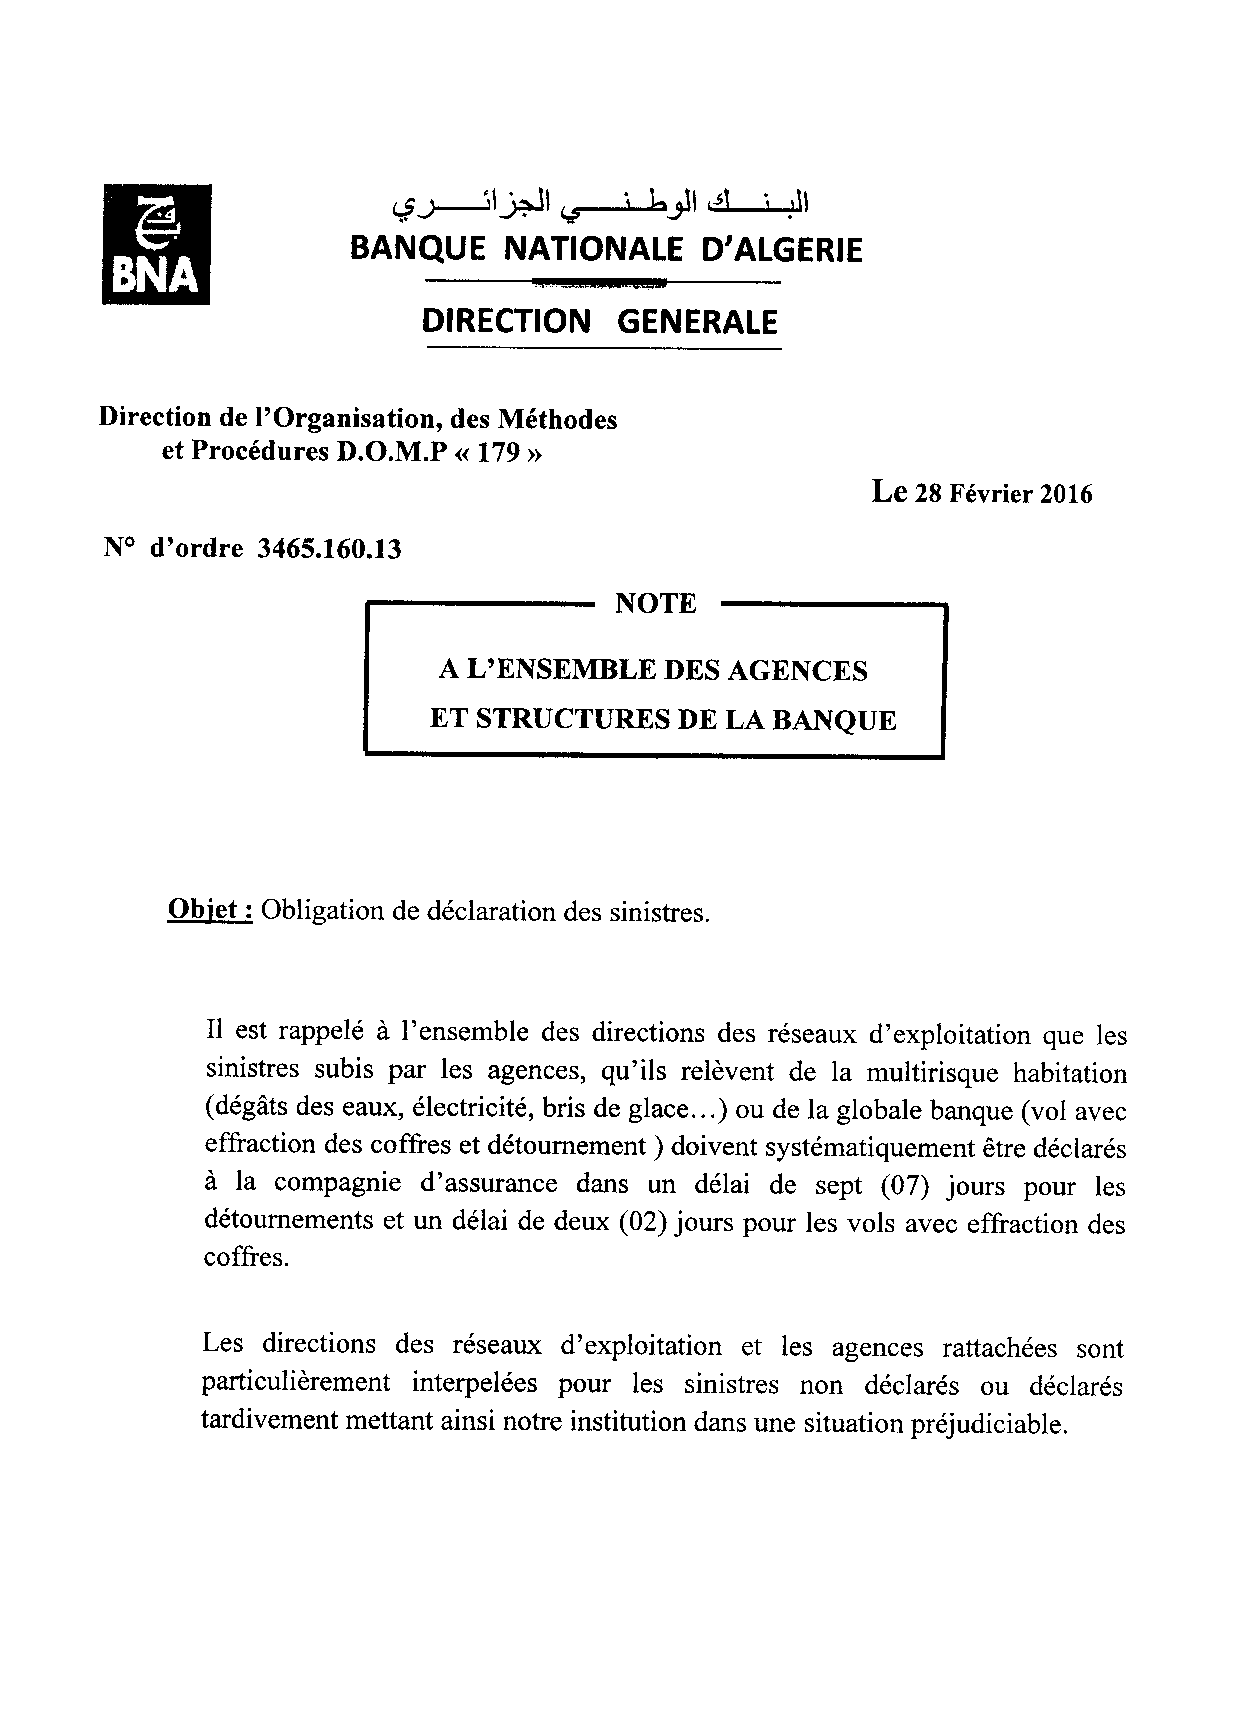 البنك الوطني الجزائري
BNA
BANQUE NATIONALE D'ALGERIE
DIRECTION GENERALE
Direction de l'Organisation, des Méthodes
et Procédures D.O.M.P « 179 »
Le 28 Février 2016
N° d'ordre 3465.160.13
NOTE
A L'ENSEMBLE DES AGENCES
ET STRUCTURES DE LA BANQUE
Objet : Obligation de déclaration des sinistres.
Il est rappelé à l'ensemble des directions des réseaux d'exploitation que les
sinistres subis par les agences, qu'ils relèvent de la multirisque habitation
(dégâts des eaux, électricité, bris de glace...) ou de la globale banque (vol avec
effraction des coffres et détournement ) doivent systématiquement être déclarés
à la compagnie d'assurance dans un délai de sept (07) jours pour les
détournements et un délai de deux (02) jours pour les vols avec effraction des
coffres.
Les directions des réseaux d'exploitation et les agences rattachées sont
particulièrement interpelées pour les sinistres non déclarés ou déclarés
tardivement mettant ainsi notre institution dans une situation préjudiciable.